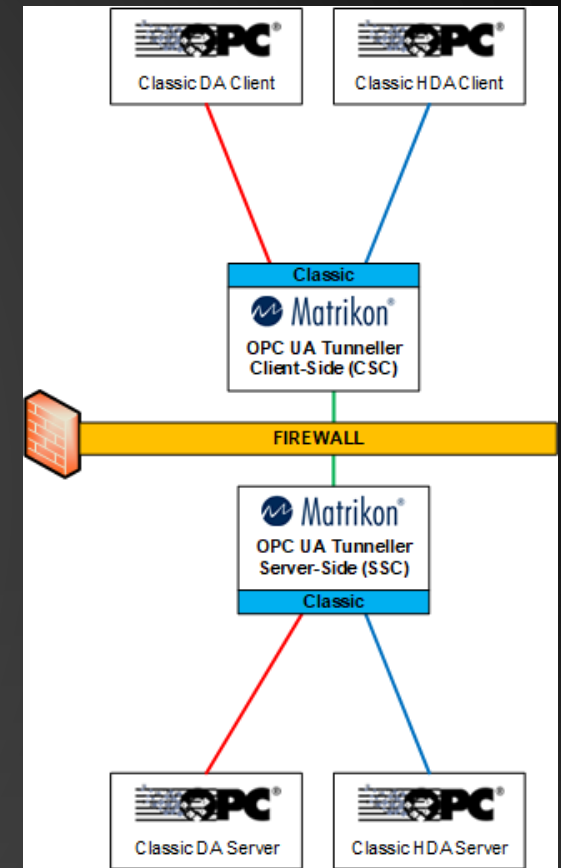 OPC®
Classic DA Client
OPC®
Classic HDA Client
Classic
Matrikon®
OPC UA Tunneller
Client-Side (CSC)
FIREWALL
Matrikon®
OPC UA Tunneller
Server-Side (SSC)
Classic
OPC®
Classic DA Server
OPC®
Classic HDA Server